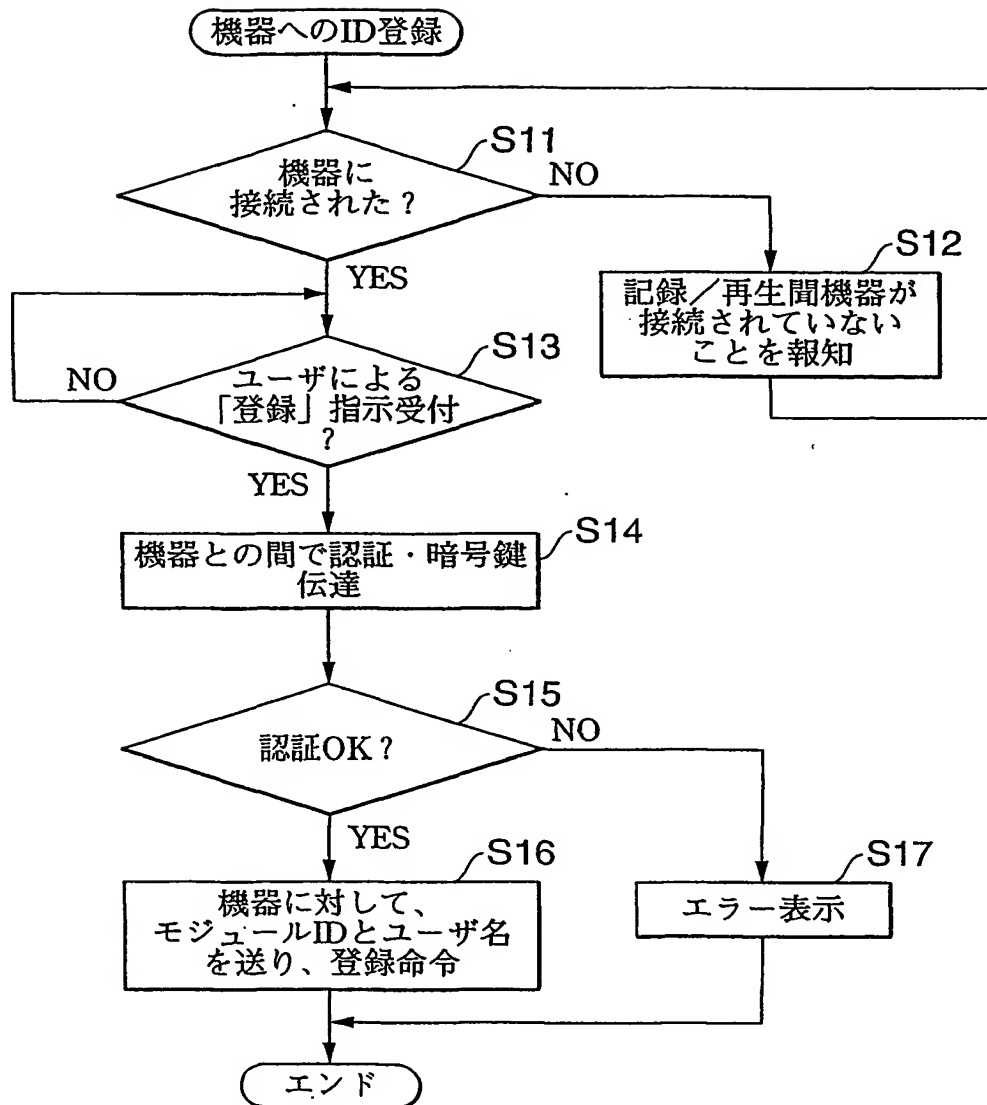 機器へのID登録
S11
機器に
接続された?
NO
YES
S12
記録/再生聞機器が
接続されていない
ことを報知
S13
ユーザによる
「登録」指示受付
?
NO
YES
S14
機器との間で認証・暗号鍵
伝達
S15
認証OK?
NO
YES
S16
機器に対して、
モジュールIDとユーザ名
を送り、登録命令
S17
エラー表示
エンド